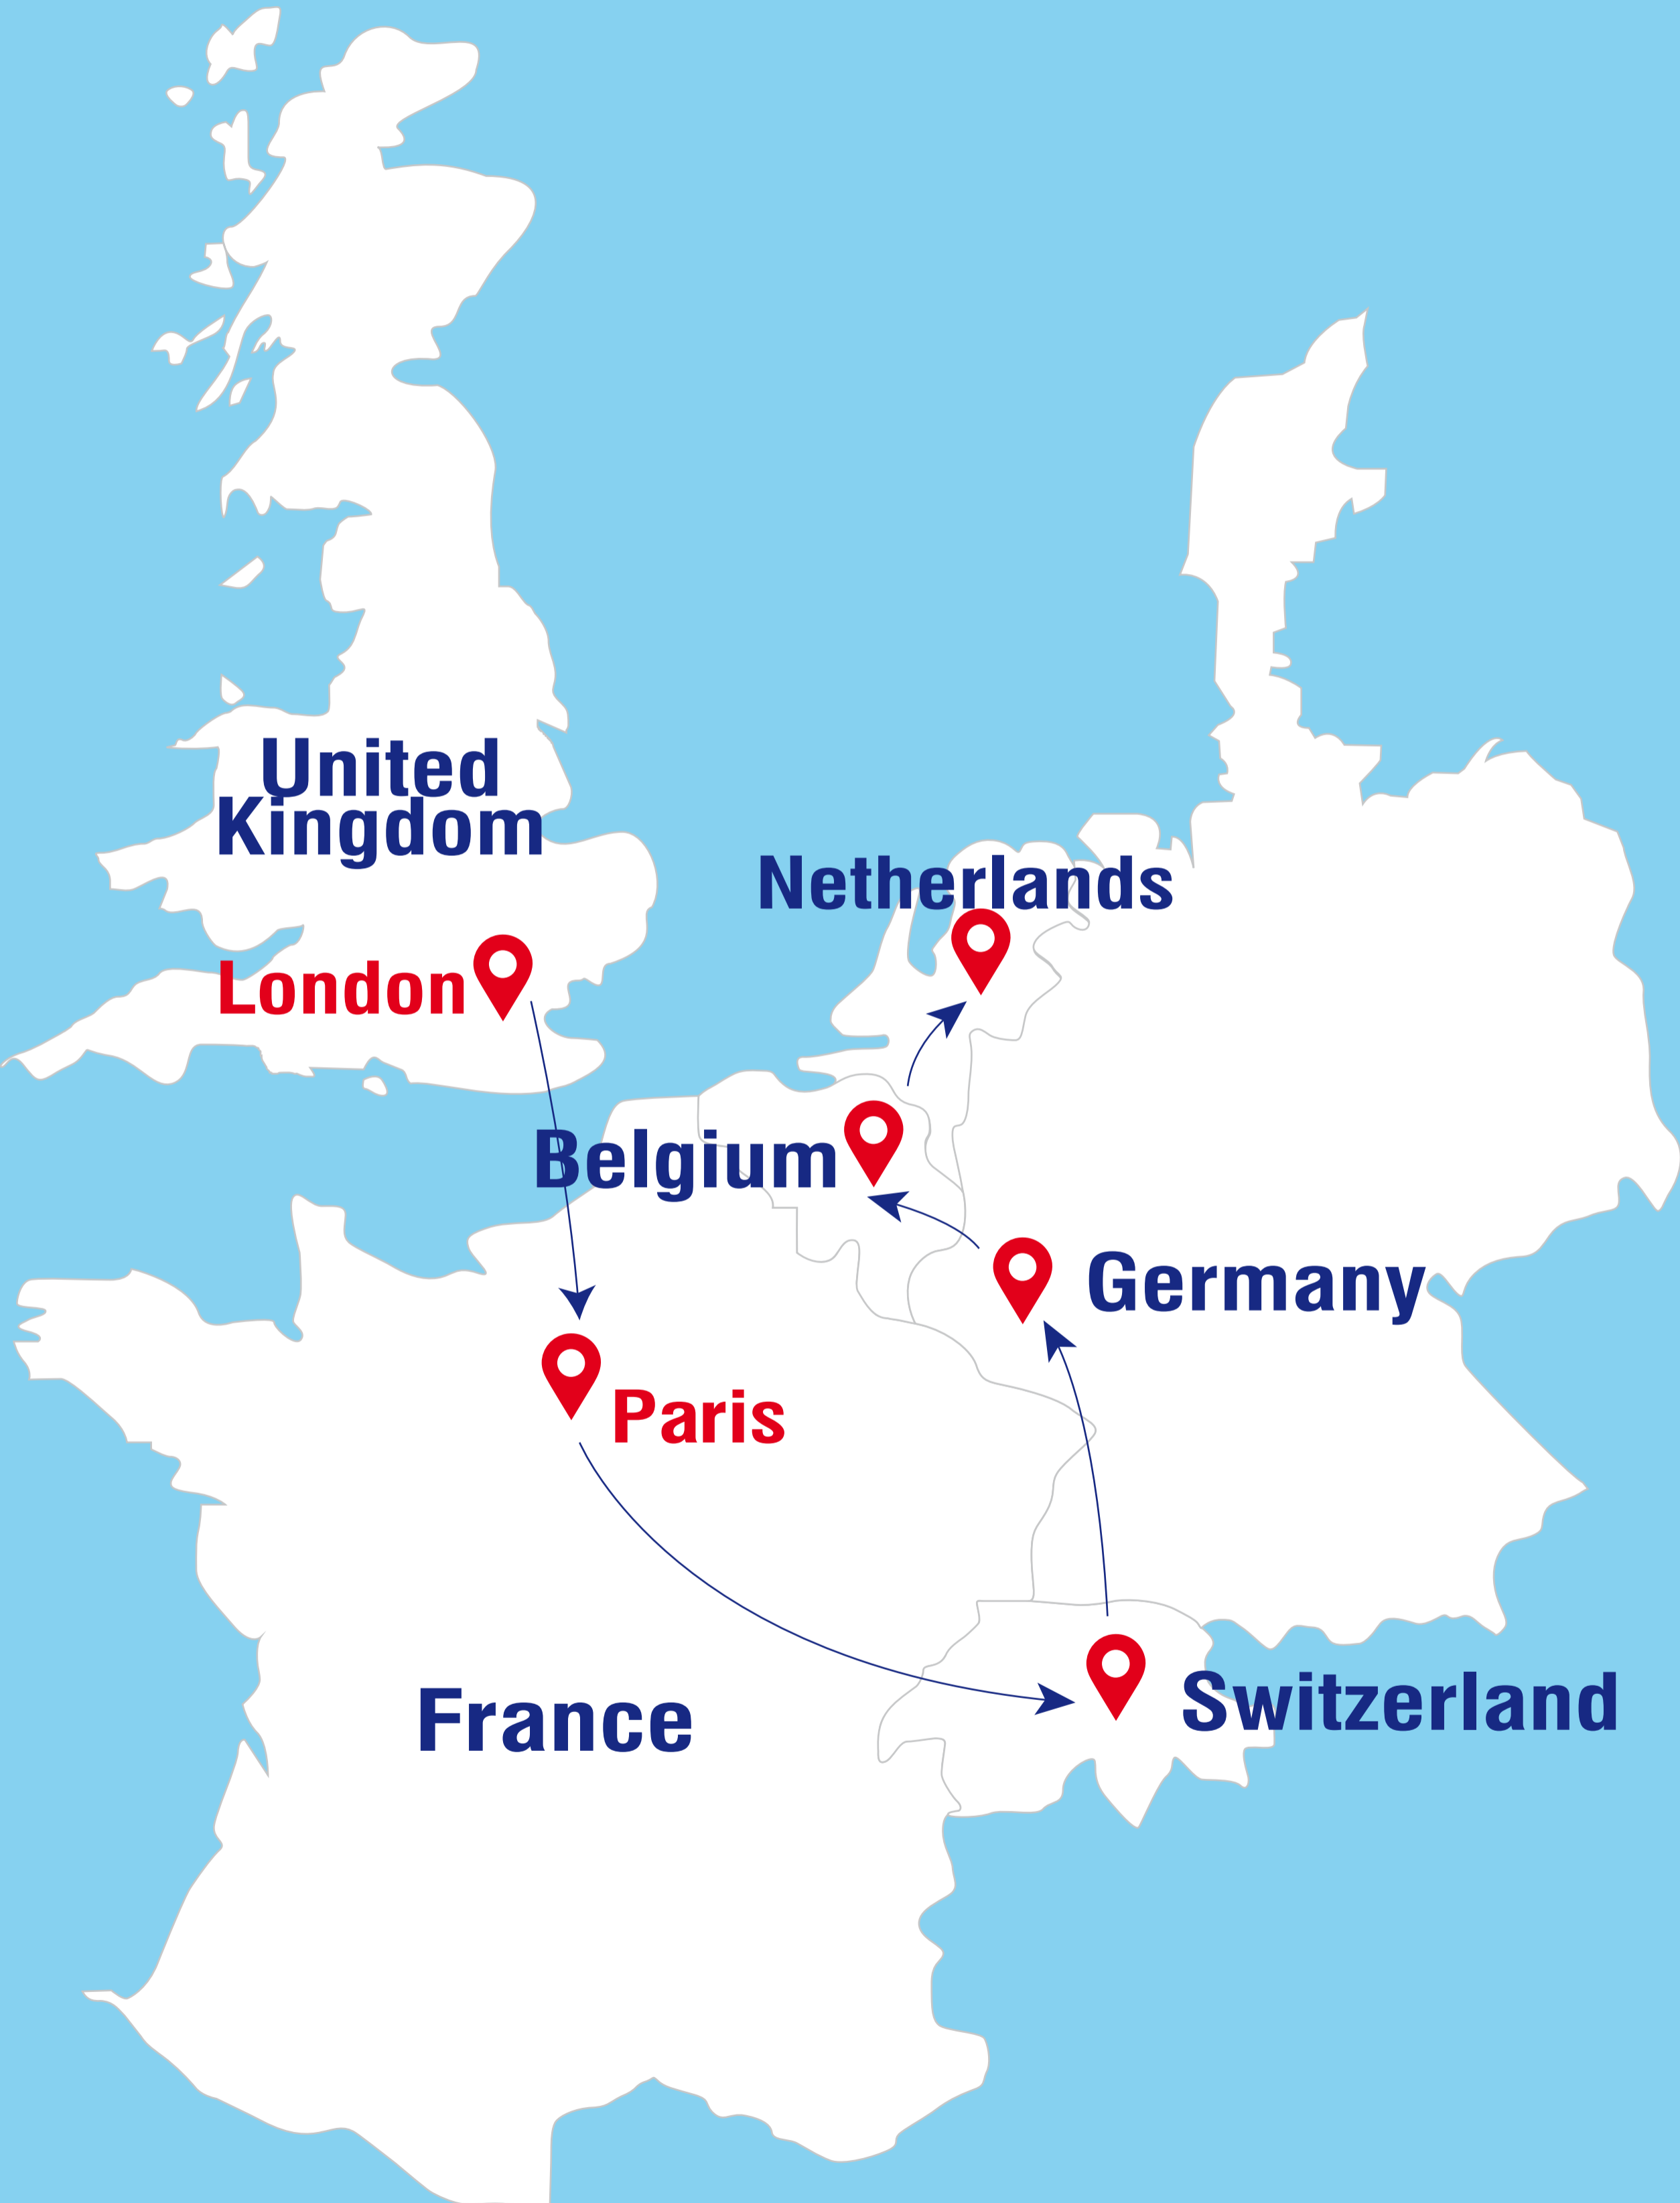 United
Kingdom
Netherlands
London
Belgium
Germany
Paris
Switzerland
France